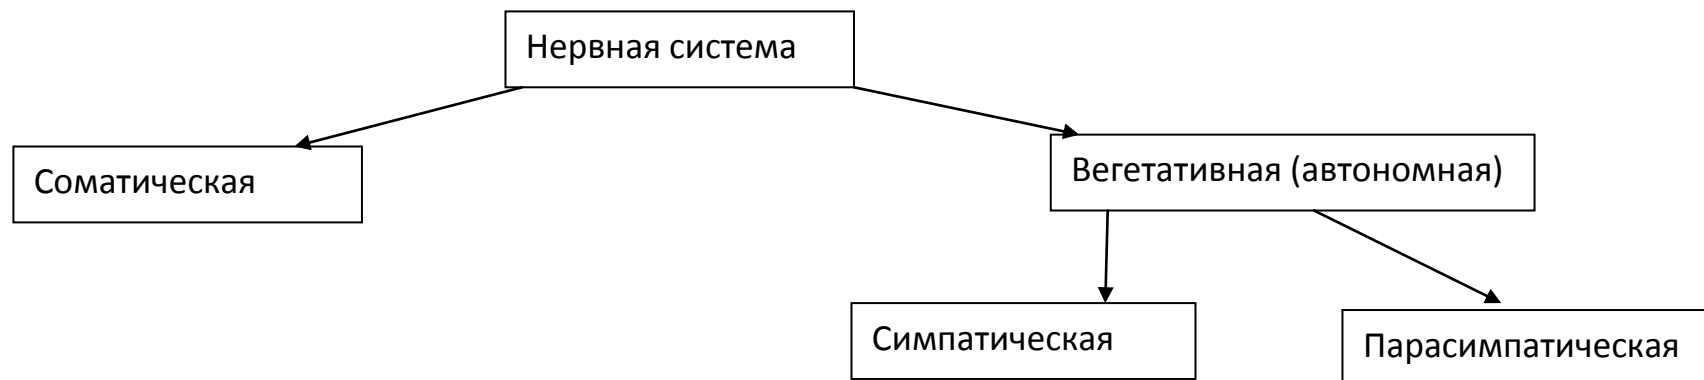 Нервная система
Соматическая
Вегетативная (автономная)
Симпатическая
Парасимпатическая